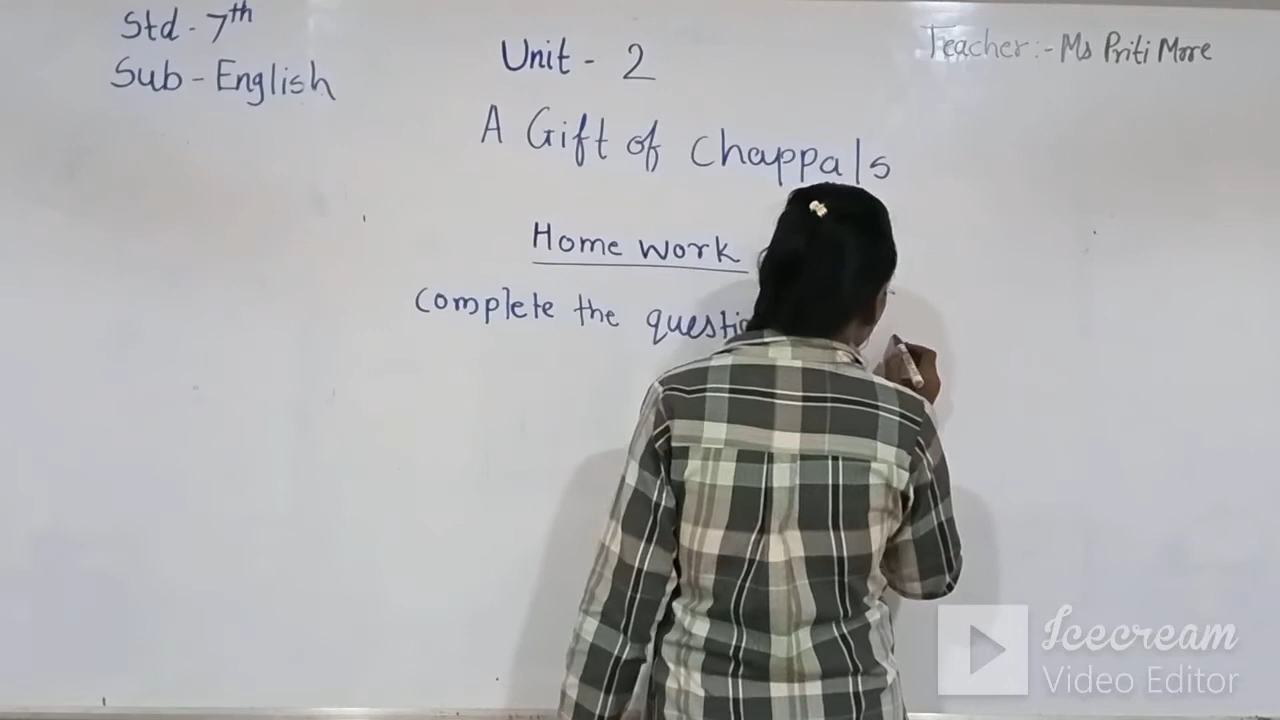 Std - 7th
Sub - English
Unit - 2
Teacher:- Ms Priti More
A Gift of Chappals
Home work
Complete the
Icecream
Video Editor